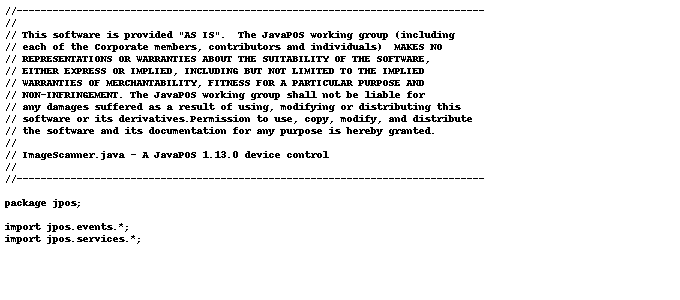 //------------------------------------------------------------------------------
//
// This software is provided "AS IS".  The JavaPOS working group (including
// each of the Corporate members, contributors and individuals)  MAKES NO
// REPRESENTATIONS OR WARRANTIES ABOUT THE SUITABILITY OF THE SOFTWARE,
// EITHER EXPRESS OR IMPLIED, INCLUDING BUT NOT LIMITED TO THE IMPLIED
// WARRANTIES OF MERCHANTABILITY, FITNESS FOR A PARTICULAR PURPOSE AND
// NON-INFRINGEMENT. The JavaPOS working group shall not be liable for
// any damages suffered as a result of using, modifying or distributing this
// software or its derivatives.Permission to use, copy, modify, and distribute
// the software and its documentation for any purpose is hereby granted.
//
// ImageScanner.java - A JavaPOS 1.13.0 device control
//
//------------------------------------------------------------------------------
package jpos;
import jpos.events.*;
import jpos.services.*;